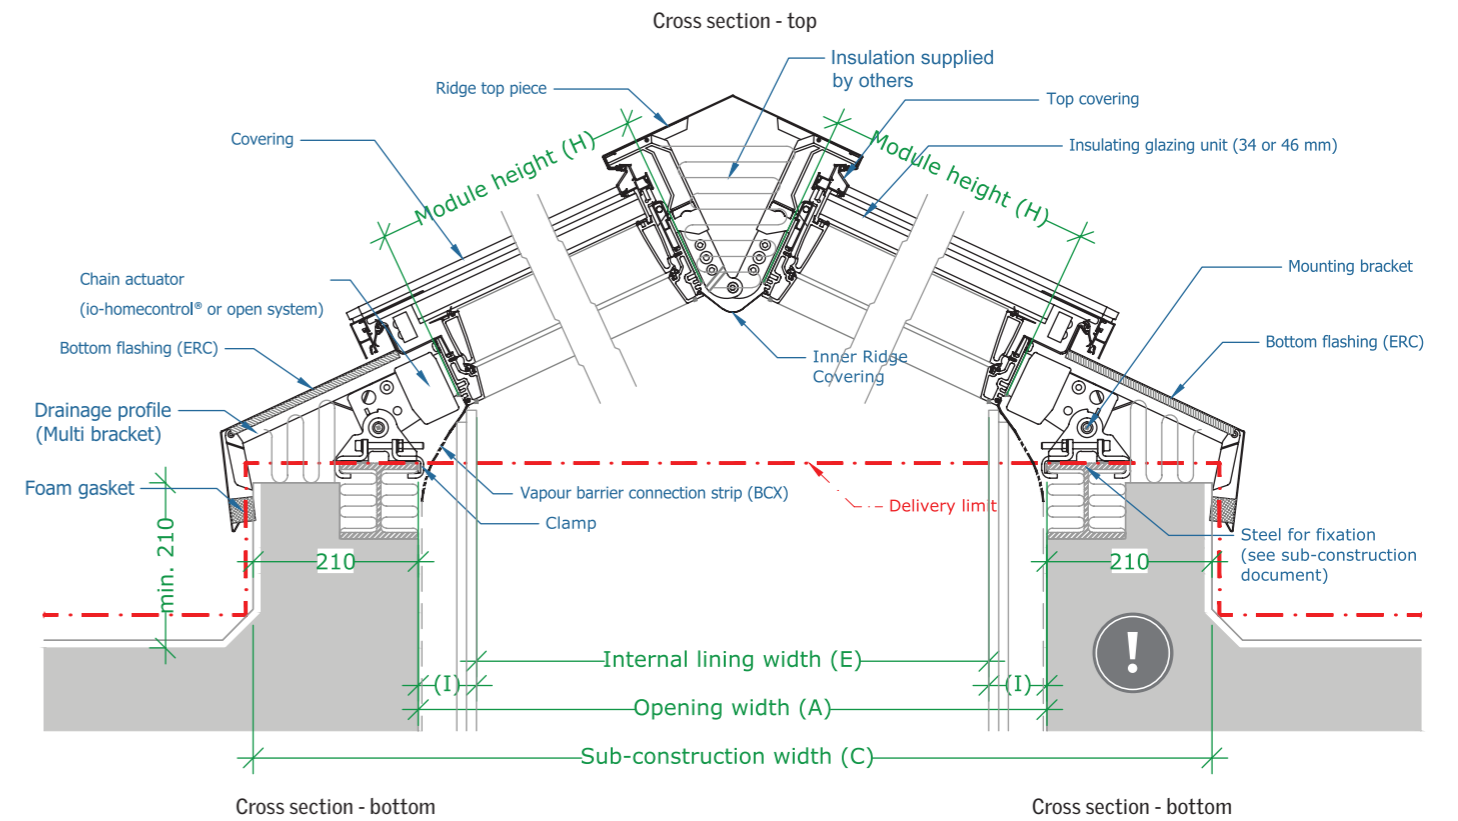 Cross section - top
Insulation supplied
by others
Ridge top piece
Top covering
Covering
Module height (H)
Module height (H)
Insulating glazing unit (34 or 46 mm)
Chain actuator
(io-homecontrol® or open system)
Mounting bracket
Bottom flashing (ERC)
Inner Ridge
Covering
Bottom flashing (ERC)
Drainage profile
(Multi bracket)
Foam gasket
Vapour barrier connection strip (BCX)
Clamp
Delivery limit
Steel for fixation
(see sub-construction
document)
min. 210
210
210
!
Internal lining width (E)
(I)
(I)
Opening width (A)
Sub-construction width (C)
Cross section - bottom
Cross section - bottom